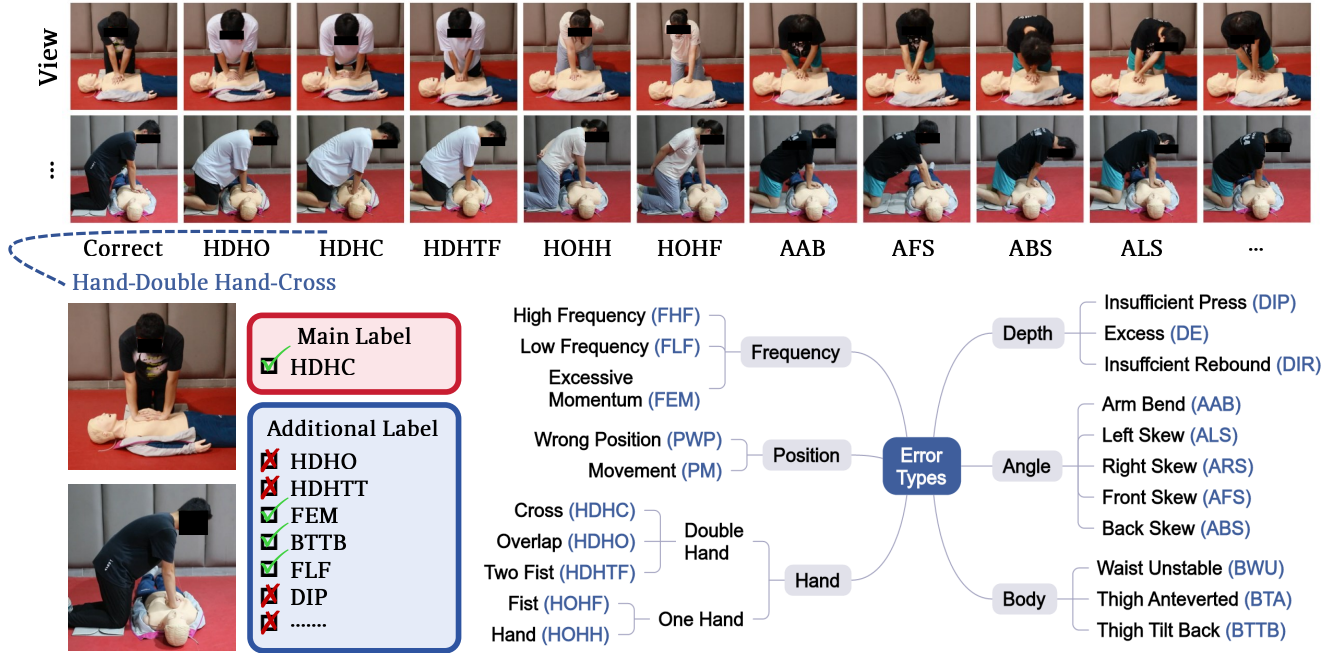 View
...
Correct HDHO HDHC HDHTF HOHH HOHF AAB AFS ABS ALS ...
Hand-Double Hand-Cross
Main Label
HDHC
Additional Label
HDHO
HDHTT
FEM
BTTB
FLF
DIP
.......
High Frequency (FHF)
Low Frequency (FLF)
Excessive
Momentum (FEM)
Frequency
Wrong Position (PWP)
Movement (PM)
Position
Cross (HDHC)
Overlap (HDHO)
Two Fist (HDHTF)
Double
Hand
Fist (HOHF)
Hand (HOHH)
One Hand
Hand
Error
Types
Depth
Insufficient Press (DIP)
Excess (DE)
Insuffcient Rebound (DIR)
Angle
Arm Bend (AAB)
Left Skew (ALS)
Right Skew (ARS)
Front Skew (AFS)
Back Skew (ABS)
Body
Waist Unstable (BWU)
Thigh Anteverted (BTA)
Thigh Tilt Back (BTTB)